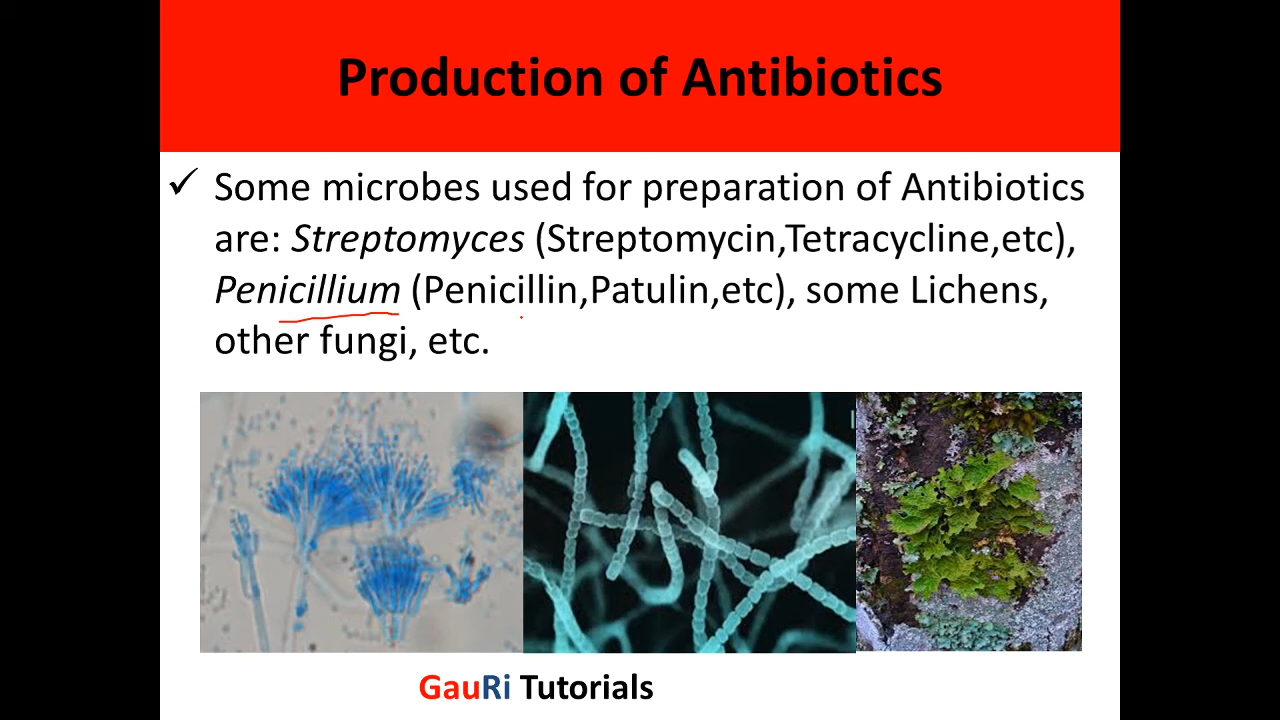 Production of Antibiotics
✓ Some microbes used for preparation of Antibiotics
are: Streptomyces (Streptomycin,Tetracycline,etc),
Penicillium (Penicillin,Patulin,etc), some Lichens,
other fungi, etc.
GauRi Tutorials